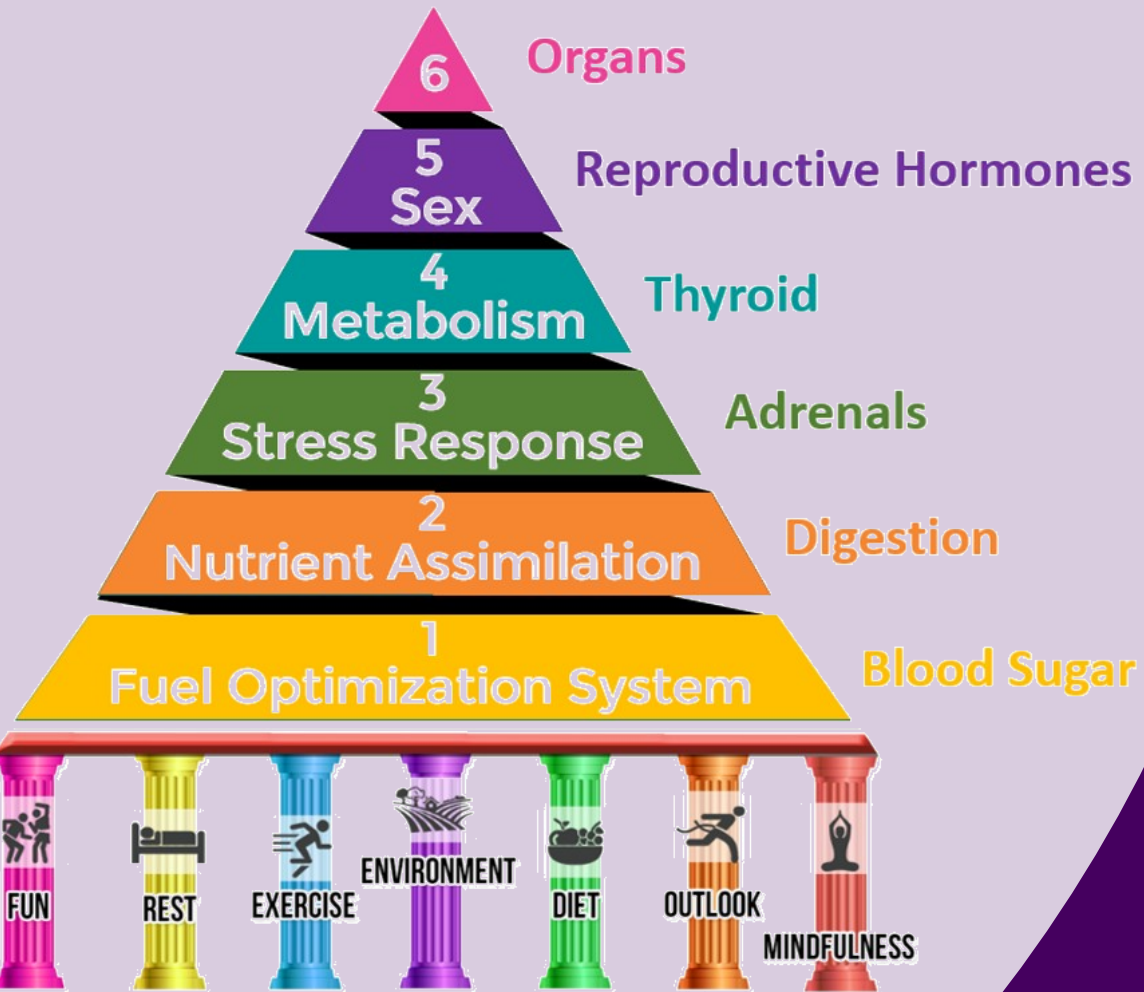 6
Organs
5
Sex
Reproductive Hormones
4
Metabolism
Thyroid
3
Stress Response
Adrenals
2
Nutrient Assimilation
Digestion
1
Fuel Optimization System
Blood Sugar
FUN
REST
EXERCISE
ENVIRONMENT
DIET
OUTLOOK
MINDFULNESS